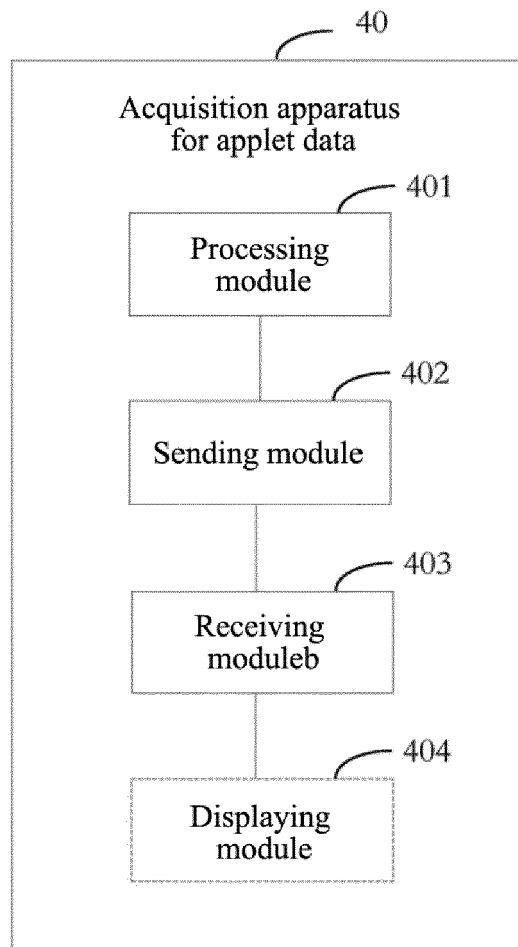 40
Acquisition apparatus
for applet data
401
Processing
module
402
Sending module
403
Receiving
moduleb
404
Displaying
module